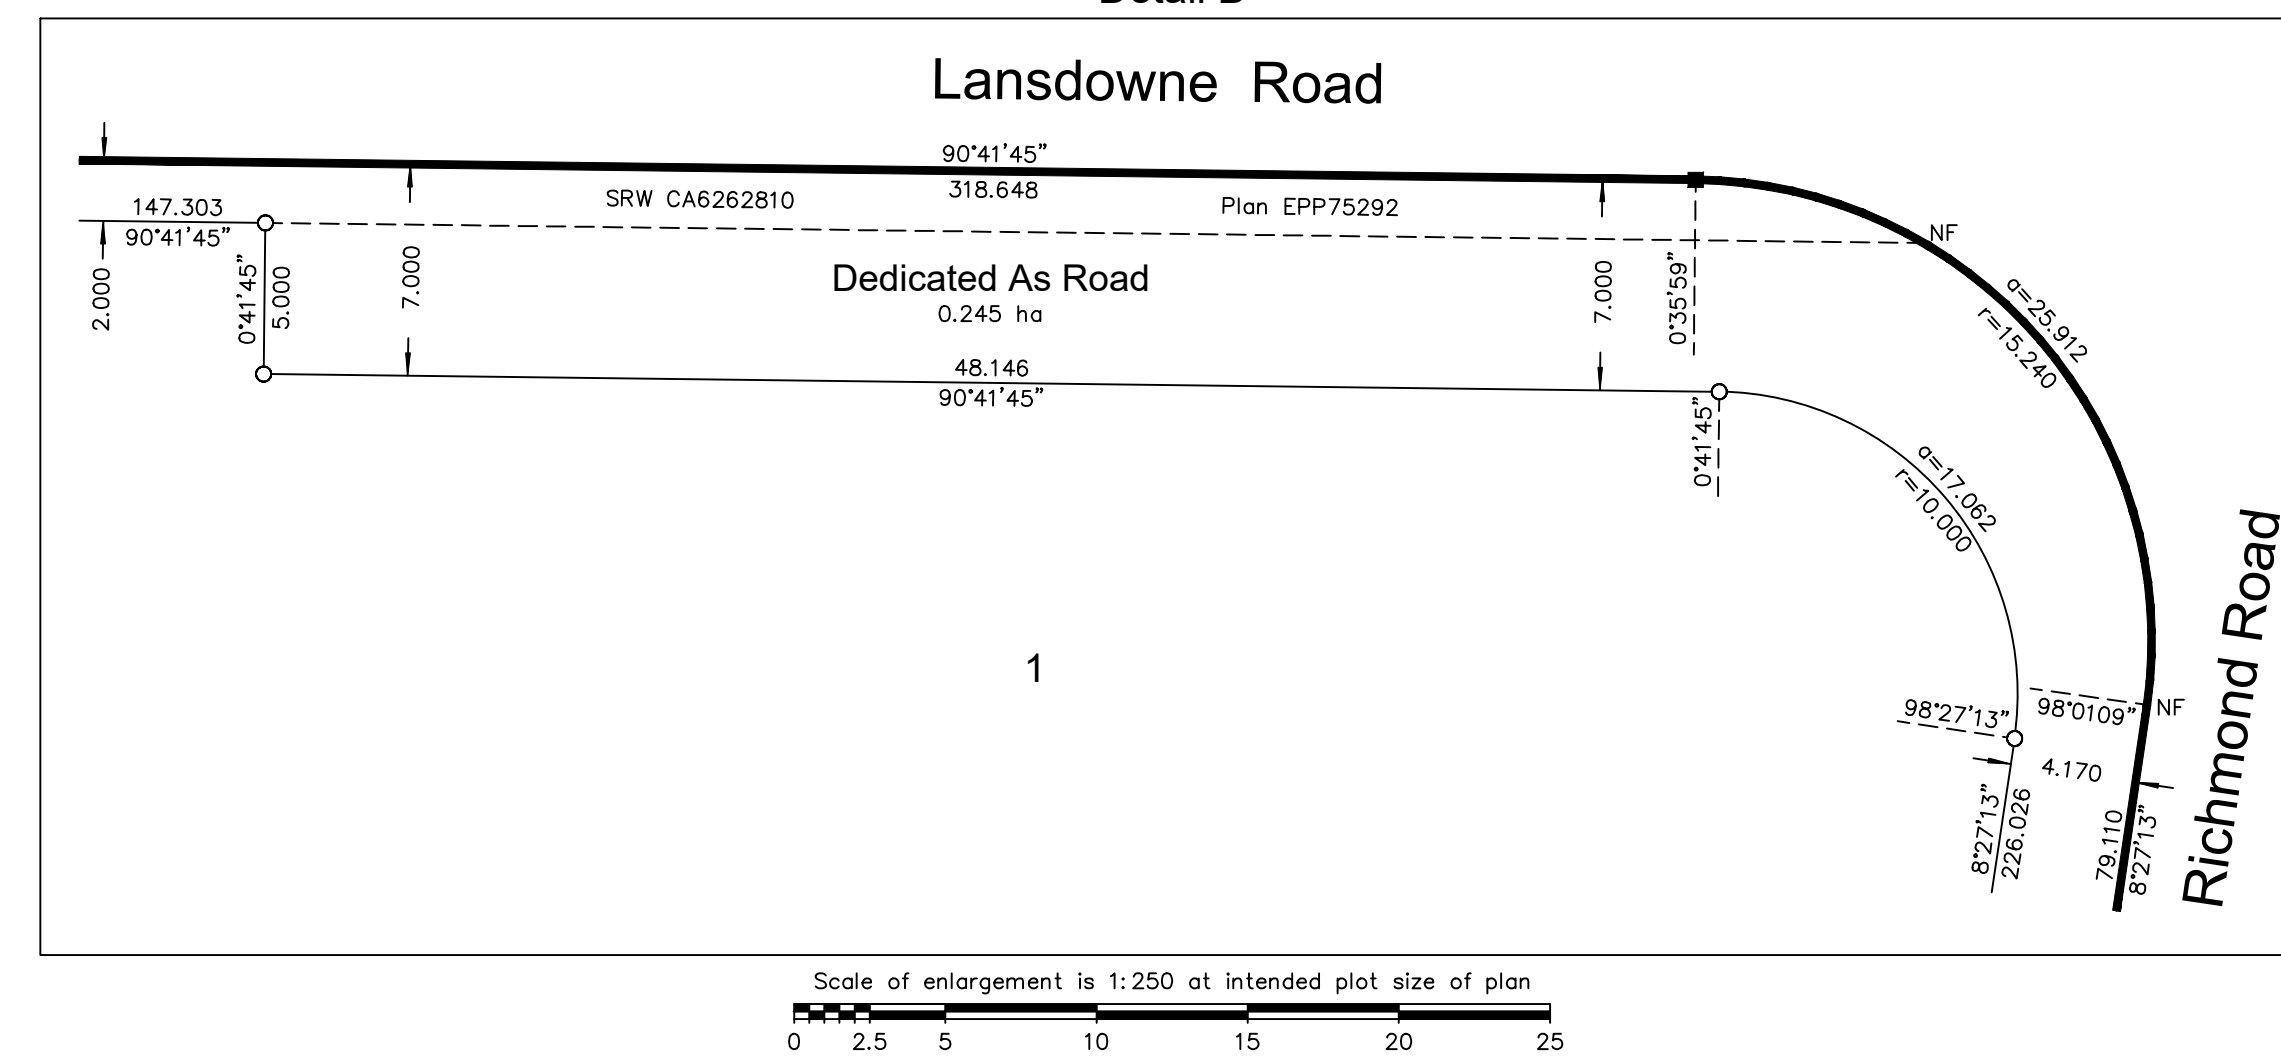 Lansdowne Road
90°41'45"
318.648
SRW CA6262810
Plan EPP75292
147.303
90°41'45"
2.000
0°41'45"
5.000
7.000
Dedicated As Road
0.245 ha
7.000
0°35'59"
NF
a=25.912
r=15.240
48.146
90°41'45"
0°41'45"
a=17.062
r=10.000
1
98°27'13"
98°0109"
NF
4.170
8°27'13"
226.026
79.110
8°27'13"
Richmond Road
Scale of enlargement is 1:250 at intended plot size of plan
0 2.5 5 10 15 20 25